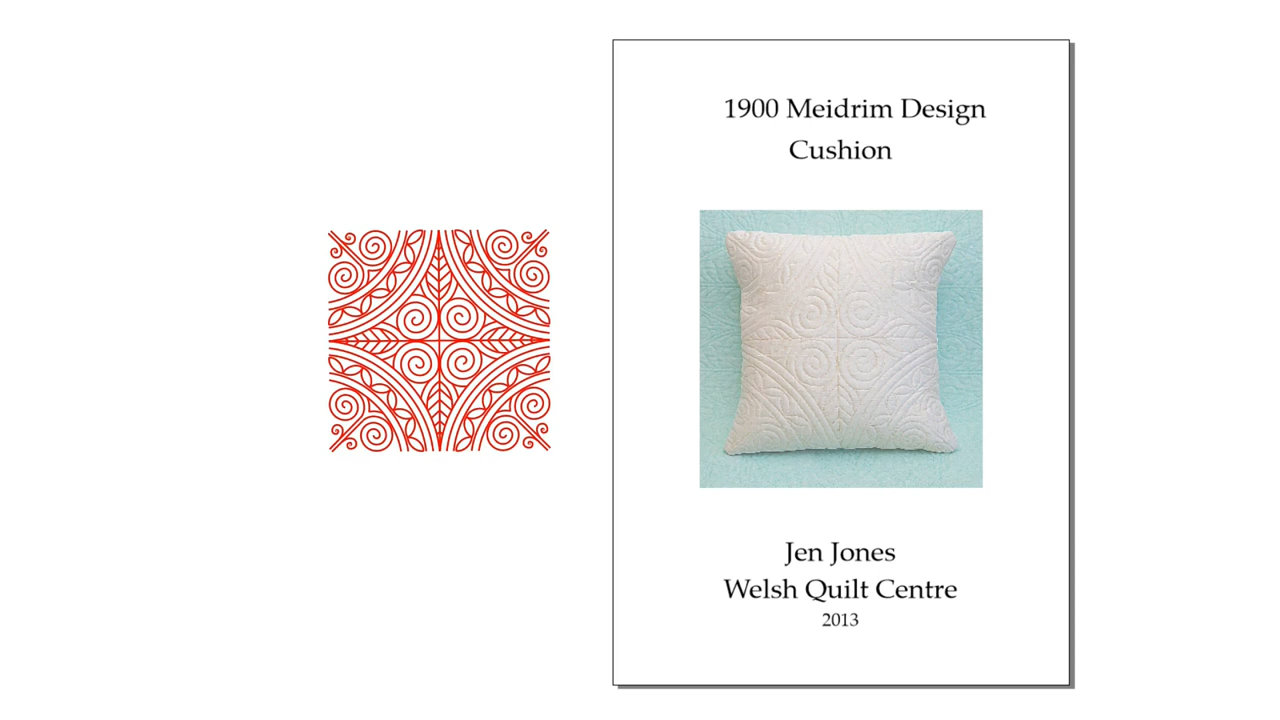 1900 Meidrim Design
Cushion
Jen Jones
Welsh Quilt Centre
2013